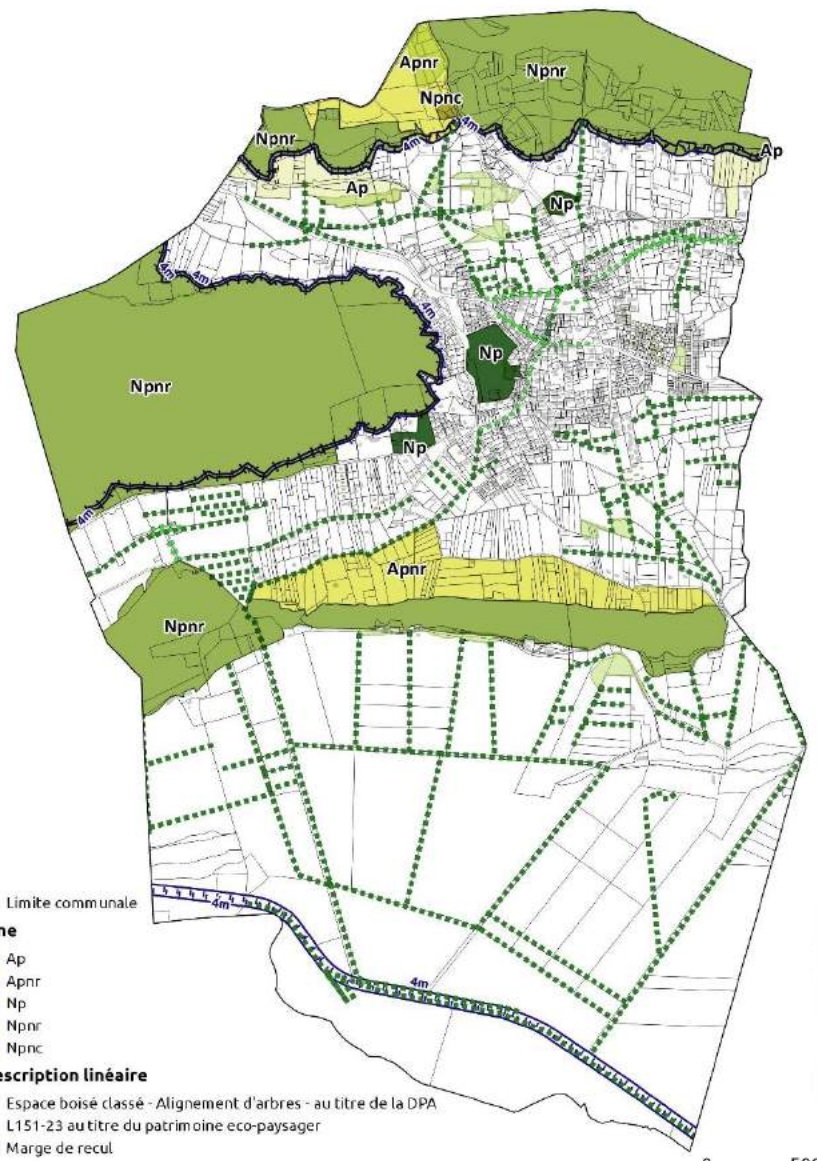 Apnr
Npnr
Npnc
4m
Npnr
4m
Ap
Ap
Np
4m
4m
4m
Npnr
Np
Np
4m
Apnr
Npnr
Limite communale
4m
ne
Ap
4m
Apnr
Np
Npnr
Npnc
escription linéaire
Espace boisé classé - Alignement d'arbres - au titre de la DPA
L151-23 au titre du patrimoine eco-paysager
Marge de recul